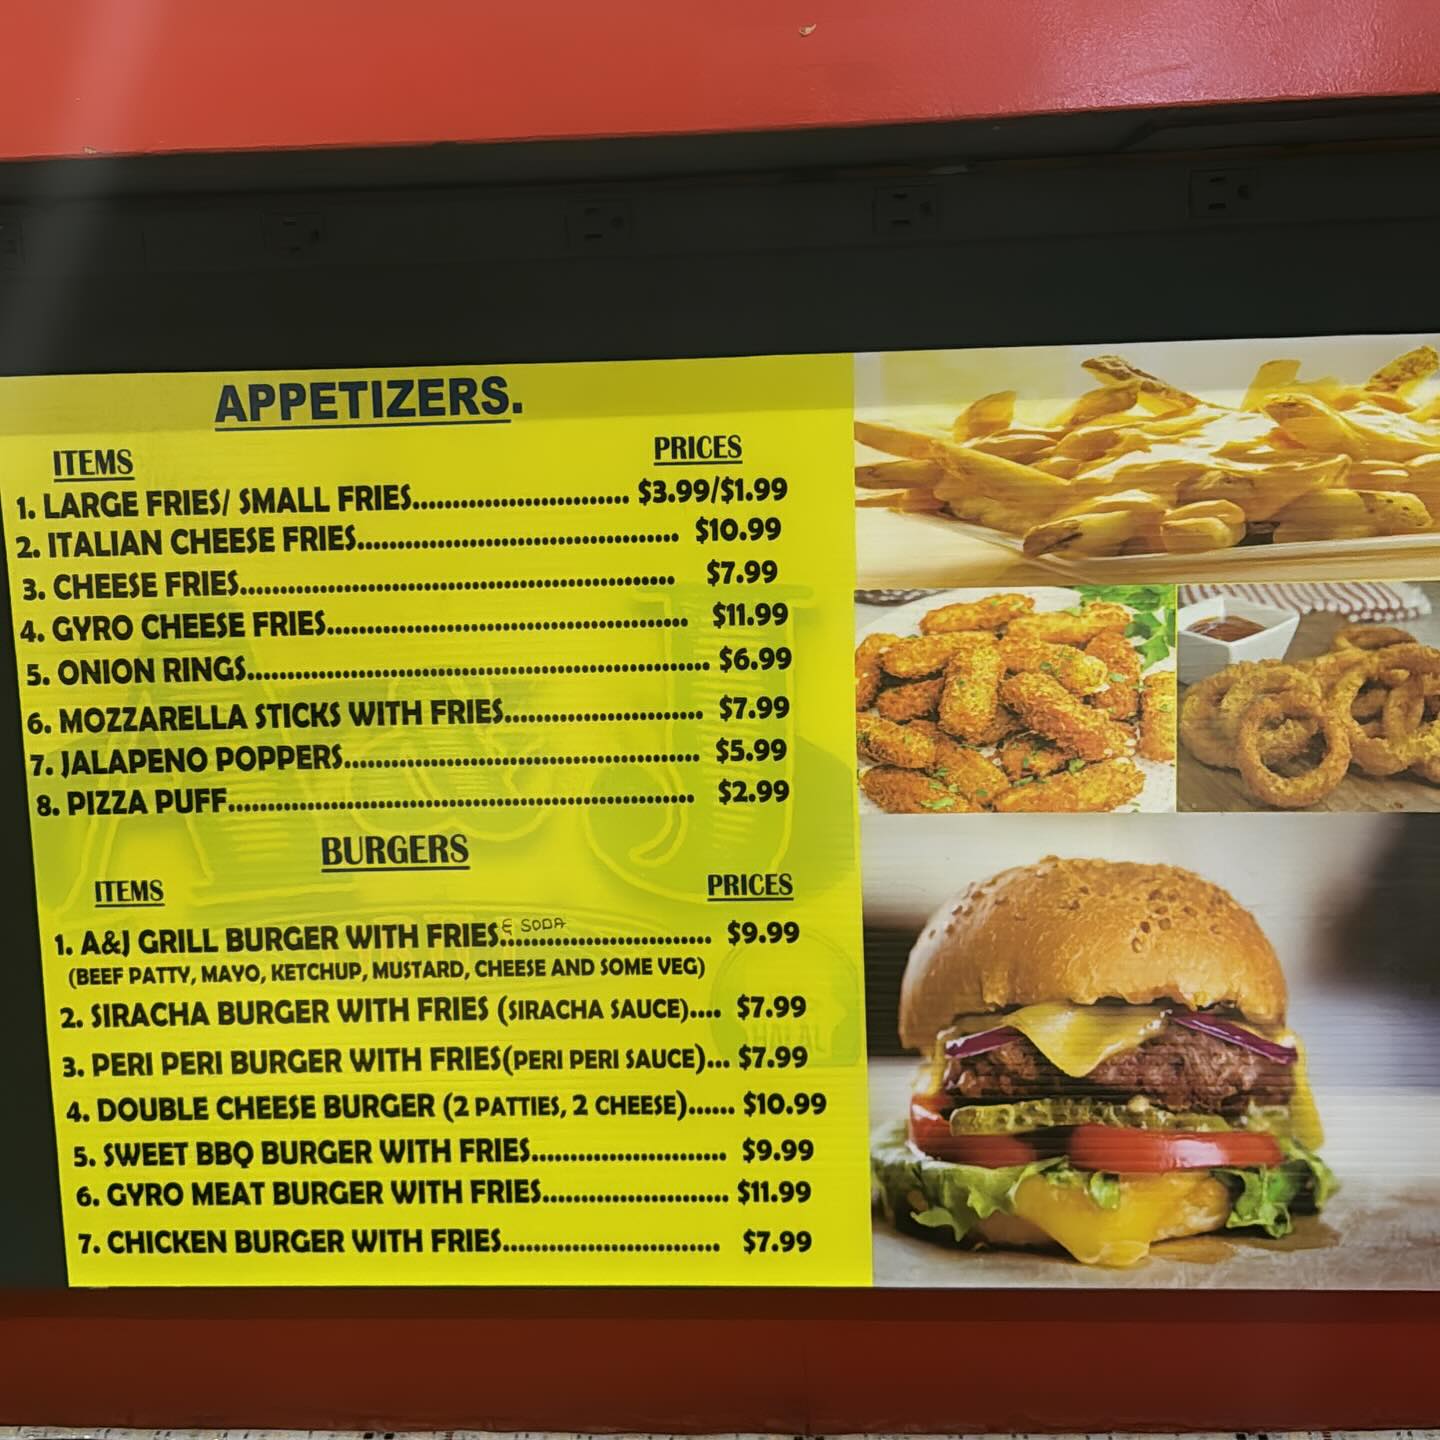 APPETIZERS.
ITEMS PRICES
1. LARGE FRIES/ SMALL FRIES........................... $3.99/$1.99
2. ITALIAN CHEESE FRIES........................................ $10.99
3. CHEESE FRIES...................................................... $7.99
4. GYRO CHEESE FRIES............................................. $11.99
5. ONION RINGS.......................................................... $6.99
6. MOZZARELLA STICKS WITH FRIES......................... $7.99
7. JALAPENO POPPERS............................................ $5.99
8. PIZZA PUFF.......................................................... $2.99
BURGERS
ITEMS PRICES
1. A&J GRILL BURGER WITH FRIES & SODA.......................... $9.99
(BEEF PATTY, MAYO, KETCHUP, MUSTARD, CHEESE AND SOME VEG)
2. SIRACHA BURGER WITH FRIES (SIRACHA SAUCE).... $7.99
3. PERI PERI BURGER WITH FRIES(PERI PERI SAUCE)... $7.99
4. DOUBLE CHEESE BURGER (2 PATTIES, 2 CHEESE)...... $10.99
5. SWEET BBQ BURGER WITH FRIES........................ $9.99
6. GYRO MEAT BURGER WITH FRIES....................... $11.99
7. CHICKEN BURGER WITH FRIES........................... $7.99
A&J
HALAL